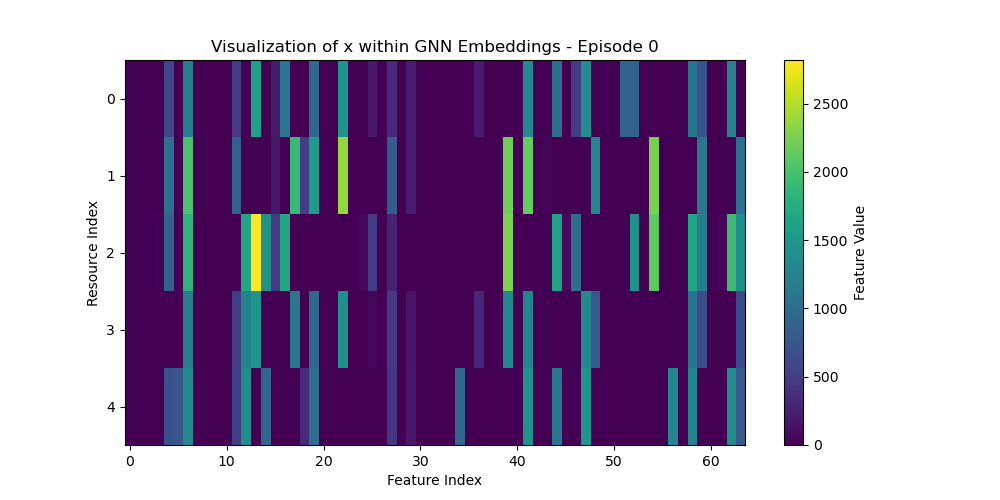 Visualization of x within GNN Embeddings - Episode 0
Resource Index
0
1
2
3
4
0 10 20 30 40 50 60
Feature Index
2500
2000
1500
1000
500
0
Feature Value